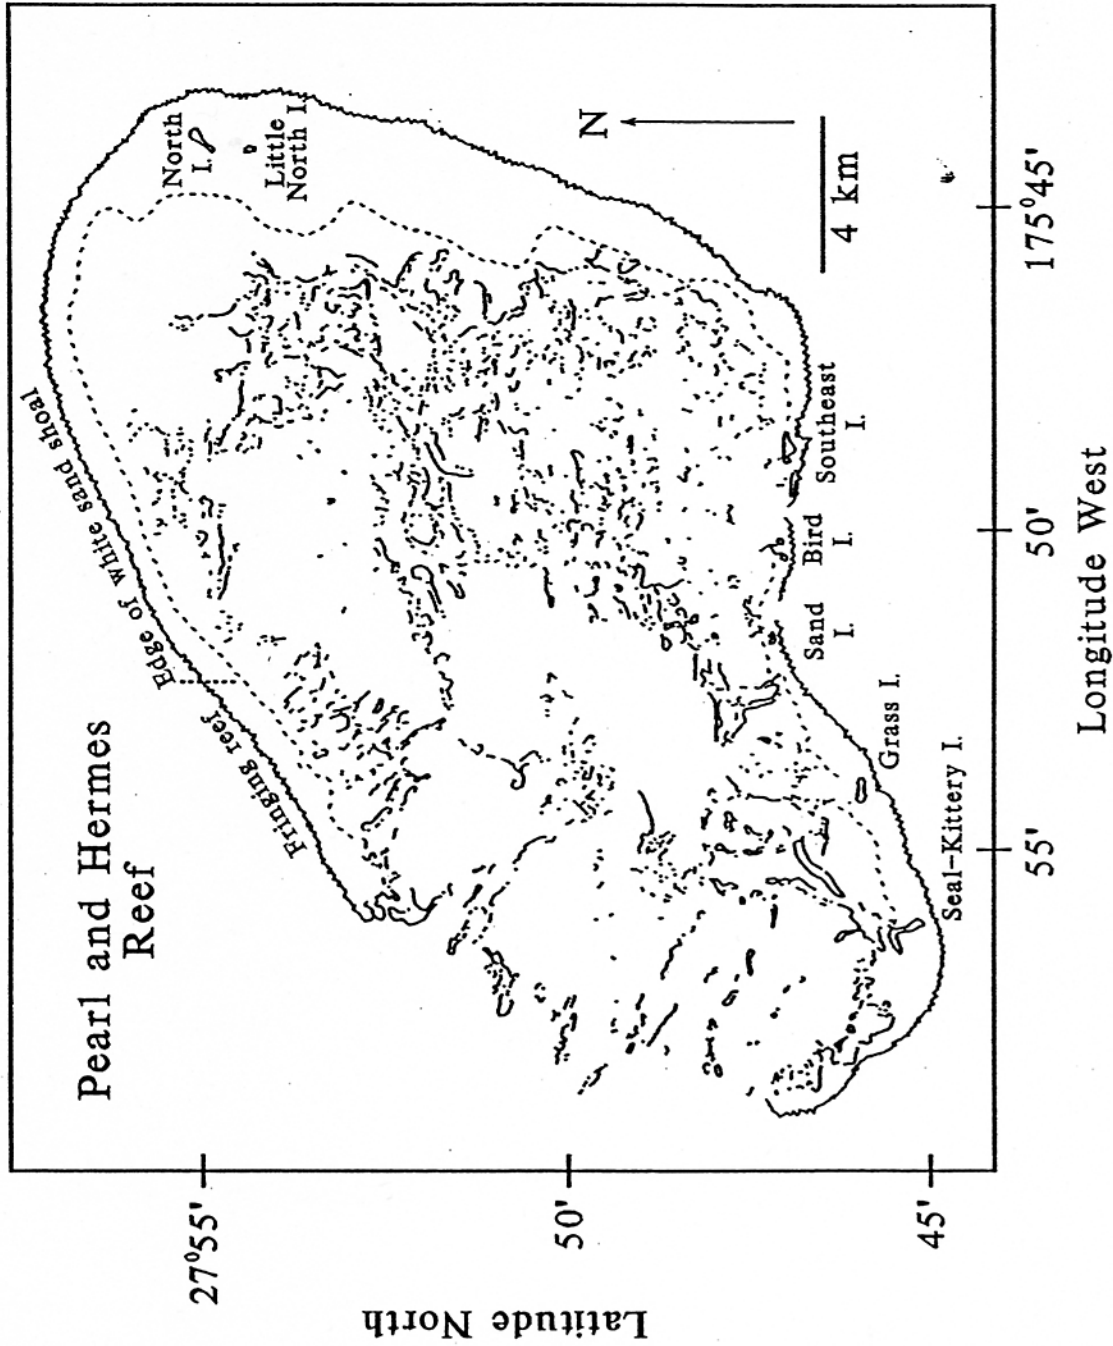 Pearl and Hermes
Reef
Edge of white sand shoal
Fringing reef
North
I.
Little
North I.
N
4 km
Southeast
I.
Bird
I.
Sand
I.
Grass I.
Seal-Kittery I.
27°55'
50'
45'
Latitude North
55'
50'
175°45'
Longitude West